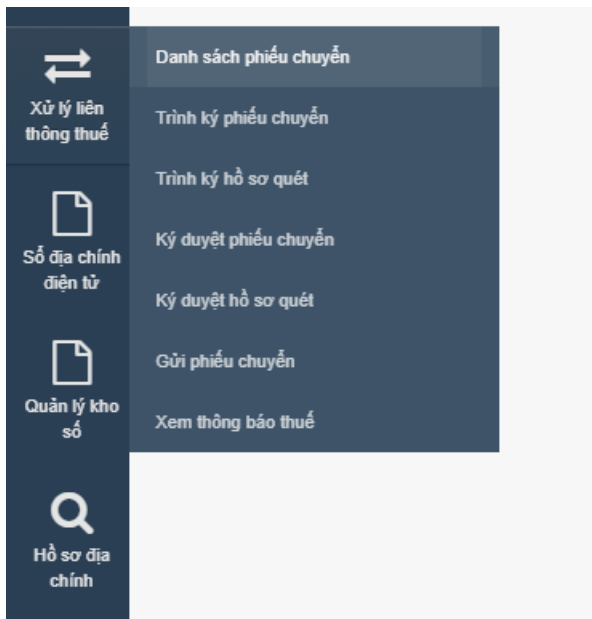 Xử lý liên
thông thuế
Danh sách phiếu chuyển
Trình ký phiếu chuyển
Trình ký hồ sơ quét
Ký duyệt phiếu chuyển
Ký duyệt hồ sơ quét
Gửi phiếu chuyển
Xem thông báo thuế
Sổ địa chính
điện tử
Quản lý kho
số
Hồ sơ địa
chính